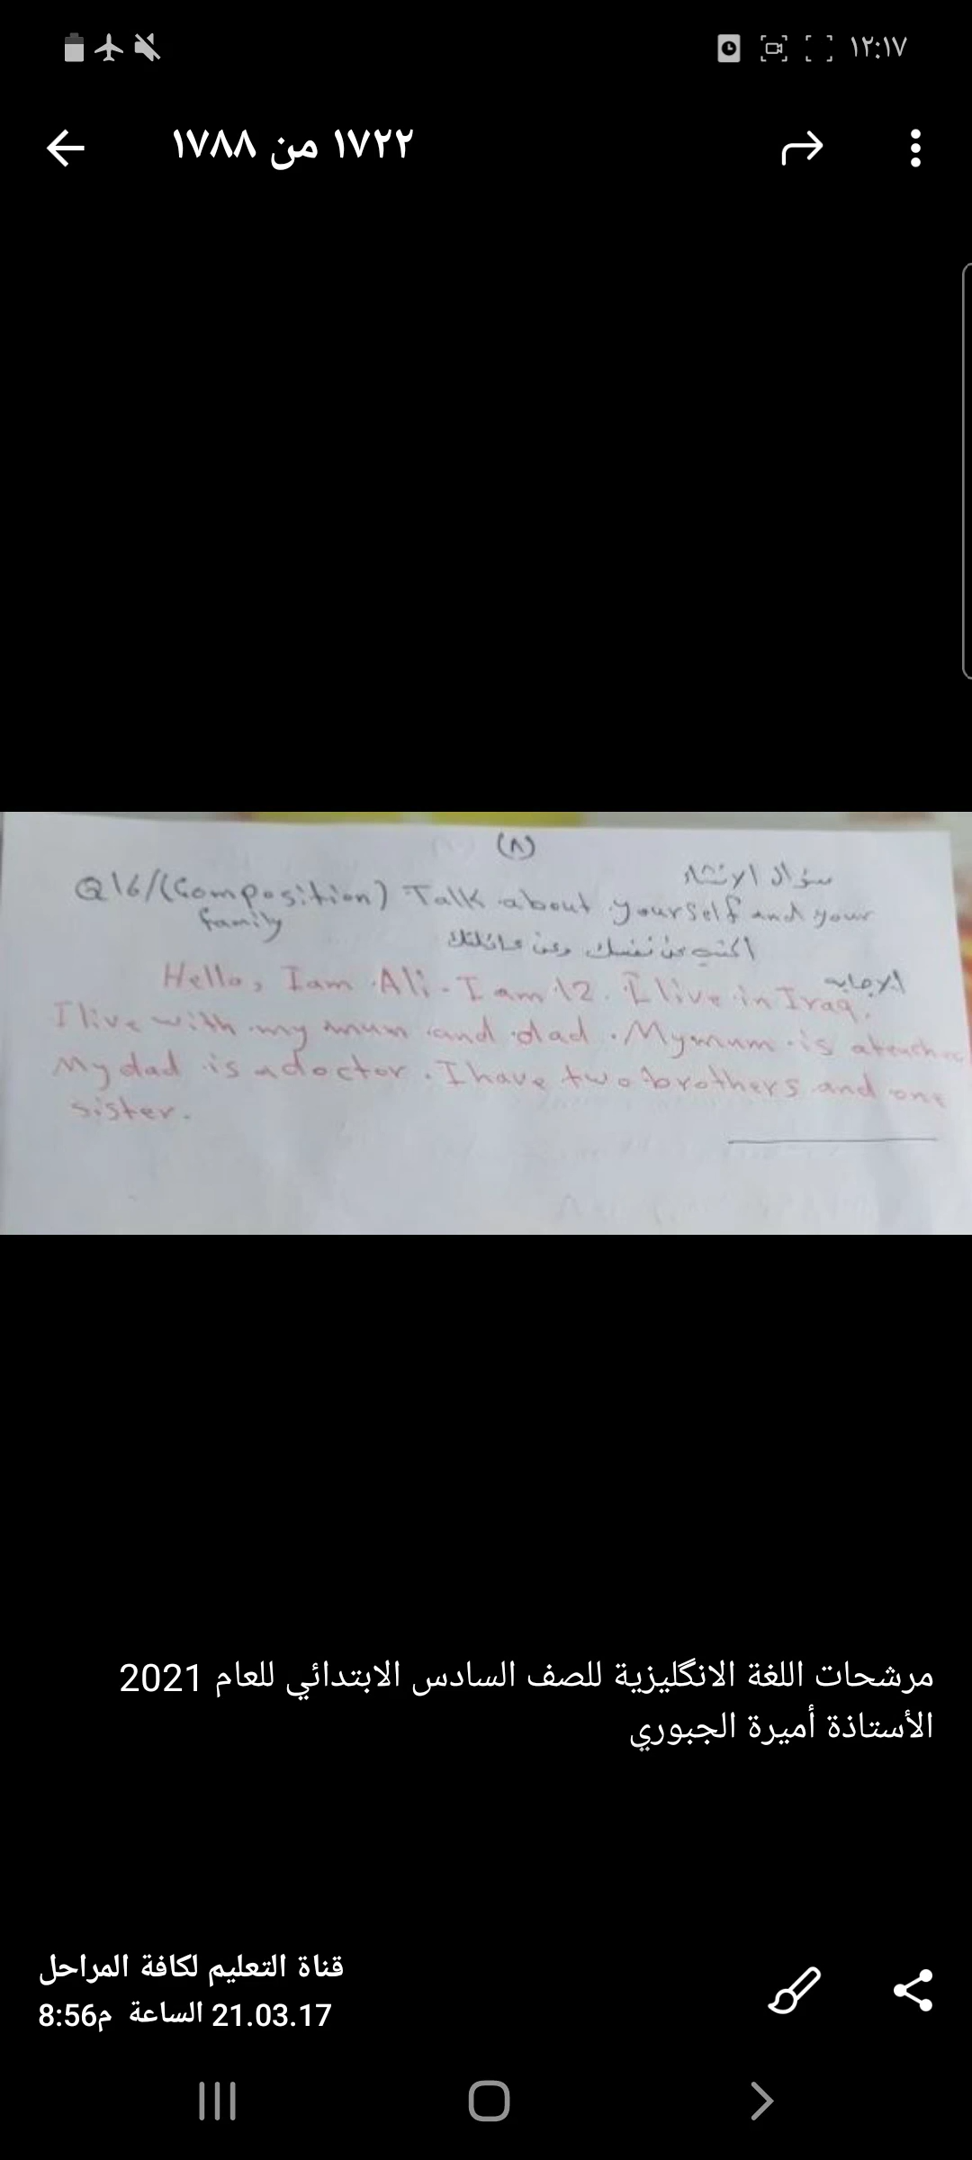 ١٢:١٧
١٧٢٢ من ١٧٨٨
(٨)
سؤال الانشاء
Q16/(Composition) Talk about yourself and your
family
اكتب عن نفسك وعن عائلتك
الاجابه
Hello, I am Ali. I am 12. I live in Iraq.
I live with my mum and dad. My mum is a teacher
My dad is a doctor. I have two brothers and one
sister.
مرشحات اللغة الانگليزية للصف السادس الابتدائي للعام 2021
الأستاذة أميرة الجبوري
قناة التعليم لكافة المراحل
21.03.17 الساعة 8:56م